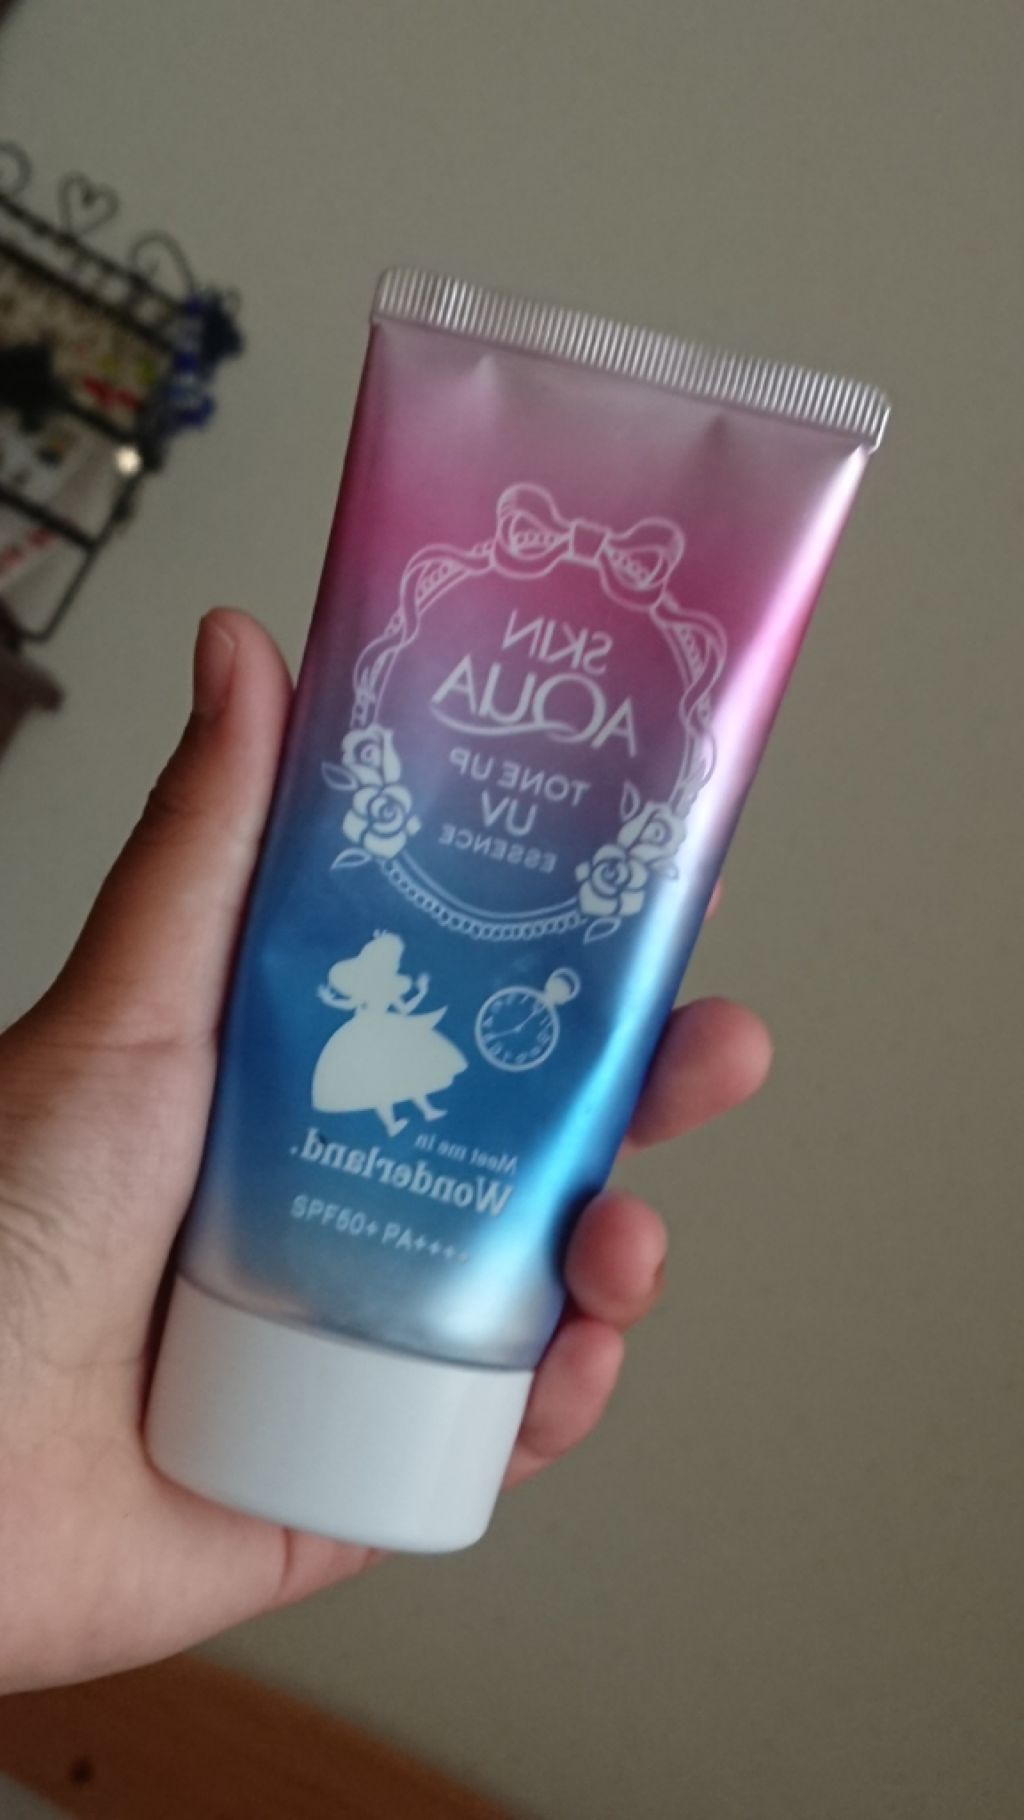 SKIN
AQUA
TONE UP
UV
ESSENCE
Meet me in
Wonderland.
SPF50+ PA++++